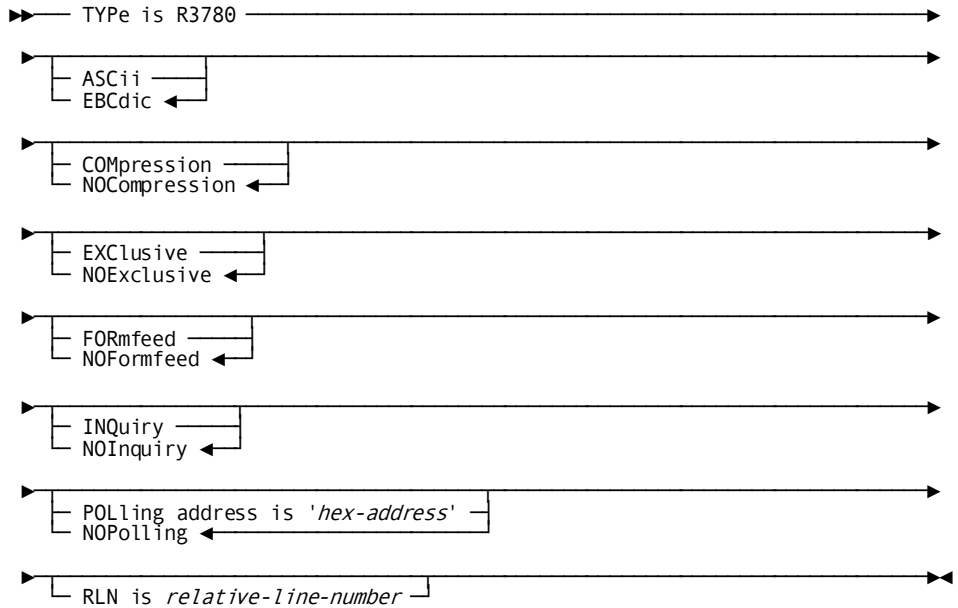 TYPe is R3780
ASCii
EBCdic
COMpression
NOCompression
EXClusive
NOExclusive
FORmfeed
NOFormfeed
INQuiry
NOInquiry
POLling address is 'hex-address'
NOPolling
RLN is relative-line-number